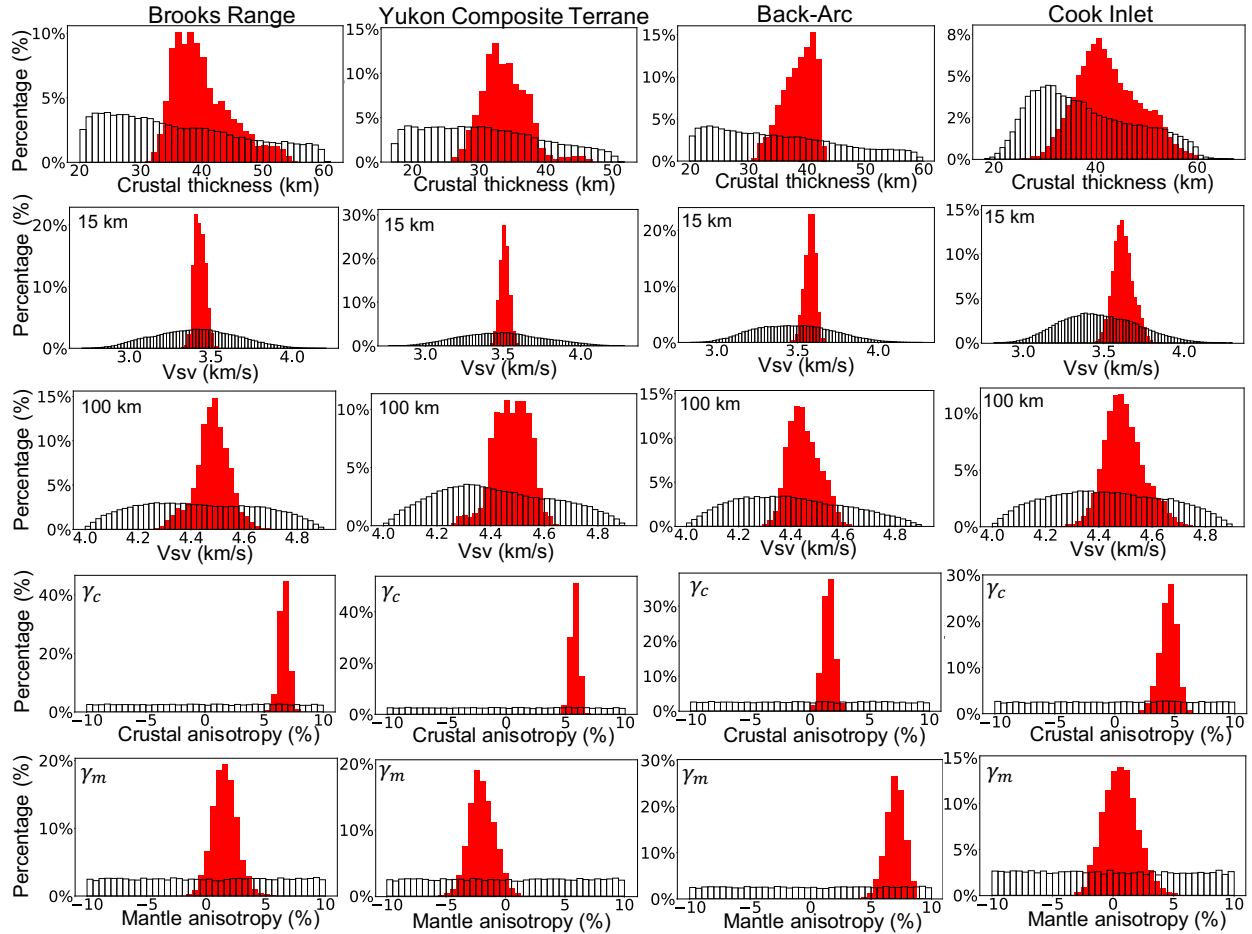 Brooks Range
Yukon Composite Terrane
Back-Arc
Cook Inlet
Percentage (%)
10%
5%
0%
20 30 40 50 60
Crustal thickness (km)
15%
10%
5%
0%
20 30 40 50
Crustal thickness (km)
15%
10%
5%
0%
20 30 40 50 60
Crustal thickness (km)
8%
5%
2%
0%
20 40 60
Crustal thickness (km)
Percentage (%)
15 km
20%
10%
0%
3.0 3.5 4.0
Vsv (km/s)
15 km
30%
20%
10%
0%
3.0 3.5 4.0
Vsv (km/s)
15 km
20%
10%
0%
3.0 3.5 4.0
Vsv (km/s)
15 km
15%
10%
5%
0%
3.0 3.5 4.0
Vsv (km/s)
Percentage (%)
100 km
15%
10%
5%
0%
4.0 4.2 4.4 4.6 4.8
Vsv (km/s)
100 km
10%
5%
0%
4.0 4.2 4.4 4.6 4.8
Vsv (km/s)
100 km
15%
10%
5%
0%
4.0 4.2 4.4 4.6 4.8
Vsv (km/s)
100 km
10%
5%
0%
4.0 4.2 4.4 4.6 4.8
Vsv (km/s)
Percentage (%)
γc
40%
20%
0%
−10 −5 0 5 10
Crustal anisotropy (%)
γc
40%
20%
0%
−10 −5 0 5 10
Crustal anisotropy (%)
γc
30%
20%
10%
0%
−10 −5 0 5 10
Crustal anisotropy (%)
γc
30%
20%
10%
0%
−10 −5 0 5 10
Crustal anisotropy (%)
Percentage (%)
γm
20%
10%
0%
−10 −5 0 5 10
Mantle anisotropy (%)
γm
20%
10%
0%
−10 −5 0 5 10
Mantle anisotropy (%)
γm
30%
20%
10%
0%
−10 −5 0 5 10
Mantle anisotropy (%)
γm
15%
10%
5%
0%
−10 −5 0 5 10
Mantle anisotropy (%)